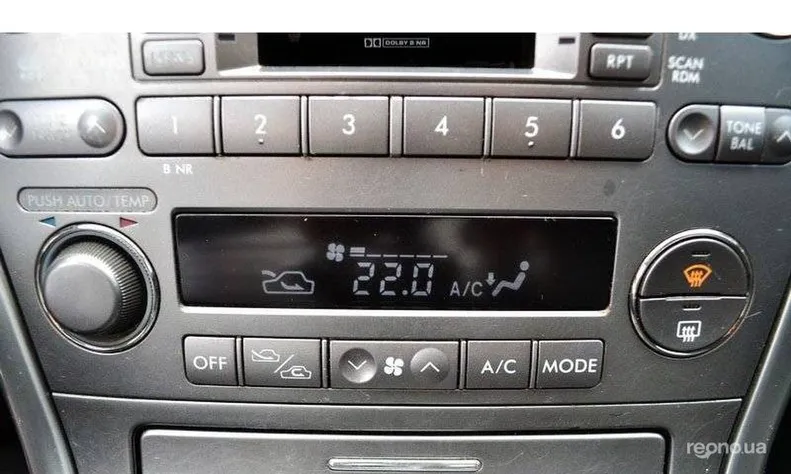 DX
DOLBY B NR
RPT
SCAN
RDM
1 2 3 4 5 6
TONE
BAL
B NR
PUSH AUTO/TEMP
22.0 A/C
OFF A/C MODE
reono.ua